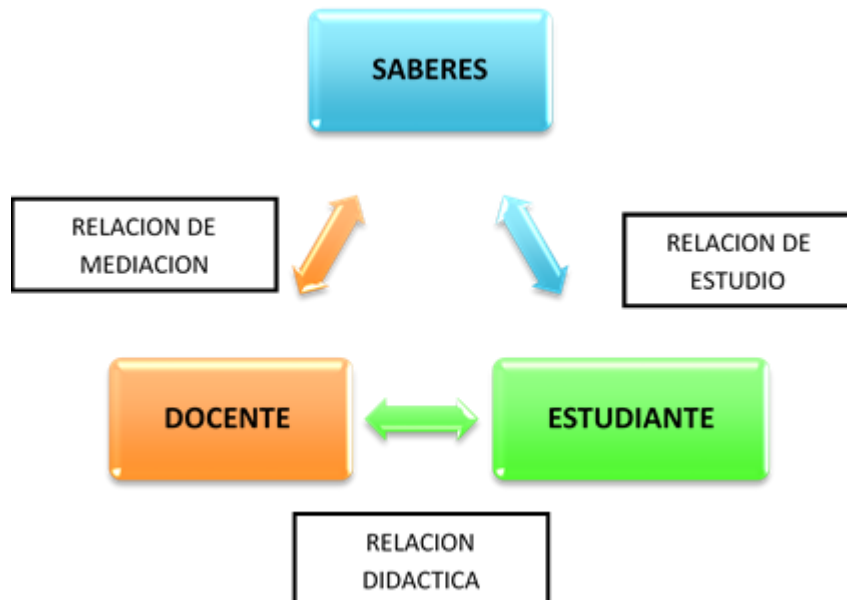 SABERES
RELACION DE
MEDIACION
RELACION DE
ESTUDIO
DOCENTE
ESTUDIANTE
RELACION
DIDACTICA